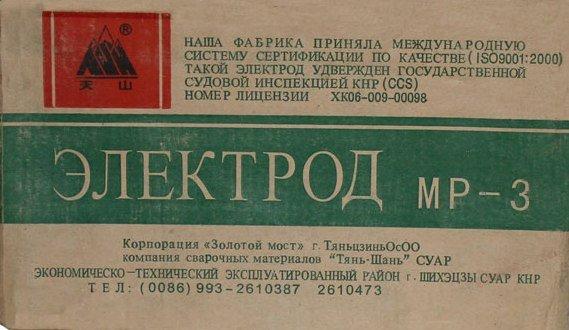 ®
天山
НАША ФАБРИКА ПРИНЯЛА МЕЖДУНАРОДНУЮ
СИСТЕМУ СЕРТИФИКАЦИИ ПО КАЧЕСТВЕ (ISO9001:2000)
ТАКОЙ ЭЛЕКТРОД УДВЕРЖДЕН ГОСУДАРСТВЕННОЙ
СУДОВОЙ ИНСПЕКЦИЕЙ КНР (CCS)
НОМЕР ЛИЦЕНЗИИ ХК06-009-00098
ЭЛЕКТРОД МР-3
Корпорация «Золотой мост» г. ТяньцзиньОсОО
компания сварочных материалов "Тянь-Шань" СУАР
ЭКОНОМИЧЕСКО-ТЕХНИЧЕСКИЙ ЭКСПЛУАТИРОВАННЫЙ РАЙОН г. ШИХЭЦЗЫ СУАР КНР
ТЕЛ: (0086) 993-2610387 2610473